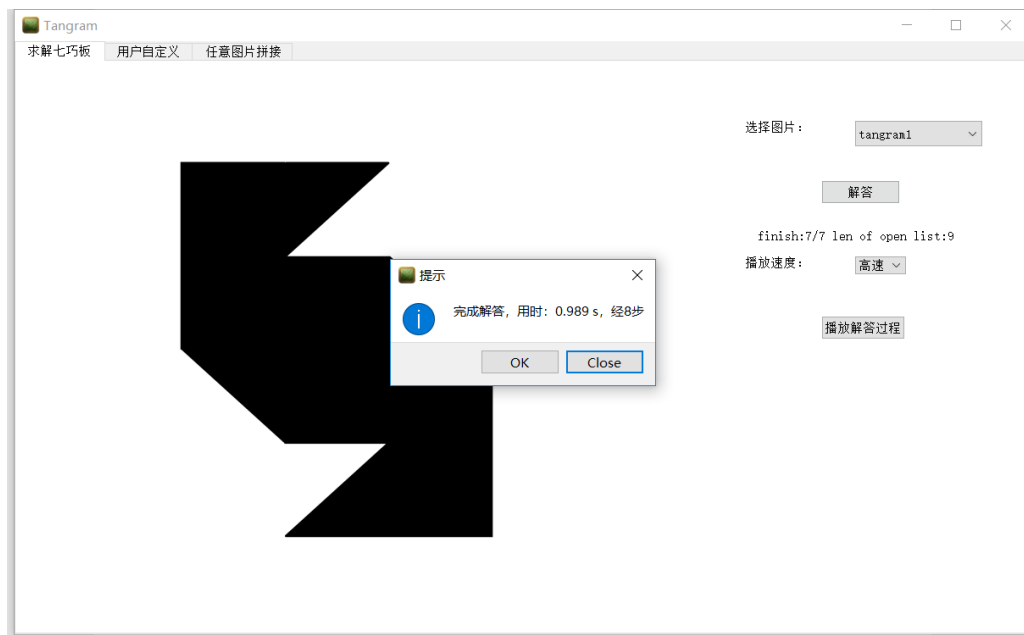 Tangram
求解七巧板 用户自定义 任意图片拼接
选择图片：
tangram1
解答
finish:7/7 len of open list:9
播放速度：
高速
播放解答过程
提示
完成解答，用时：0.989 s，经8步
OK Close